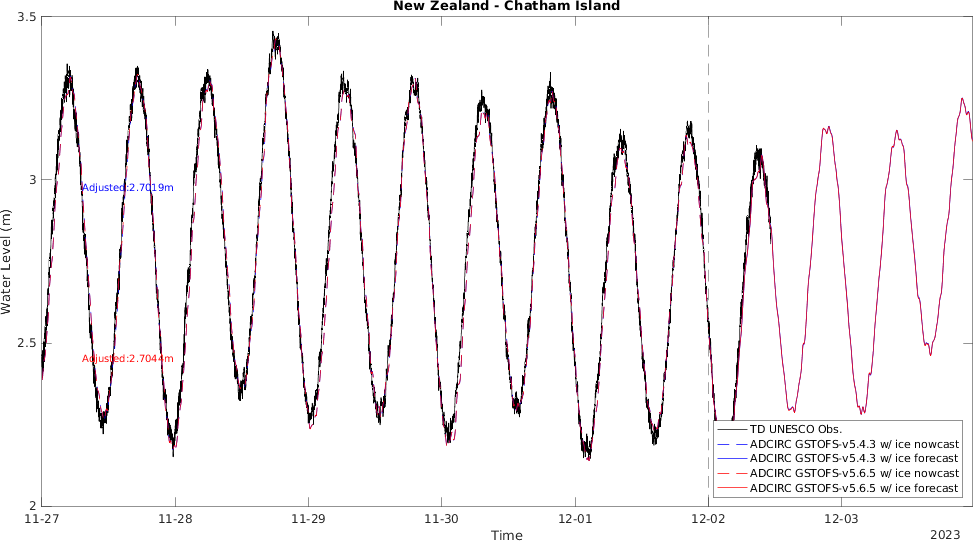 New Zealand - Chatham Island
3.5
3
2.5
2
Water Level (m)
Adjusted:2.7019m
Adjusted:2.7044m
TD UNESCO Obs.
ADCIRC GSTOFS-v5.4.3 w/ ice nowcast
ADCIRC GSTOFS-v5.4.3 w/ ice forecast
ADCIRC GSTOFS-v5.6.5 w/ ice nowcast
ADCIRC GSTOFS-v5.6.5 w/ ice forecast
11-27 11-28 11-29 11-30 12-01 12-02 12-03
Time
2023